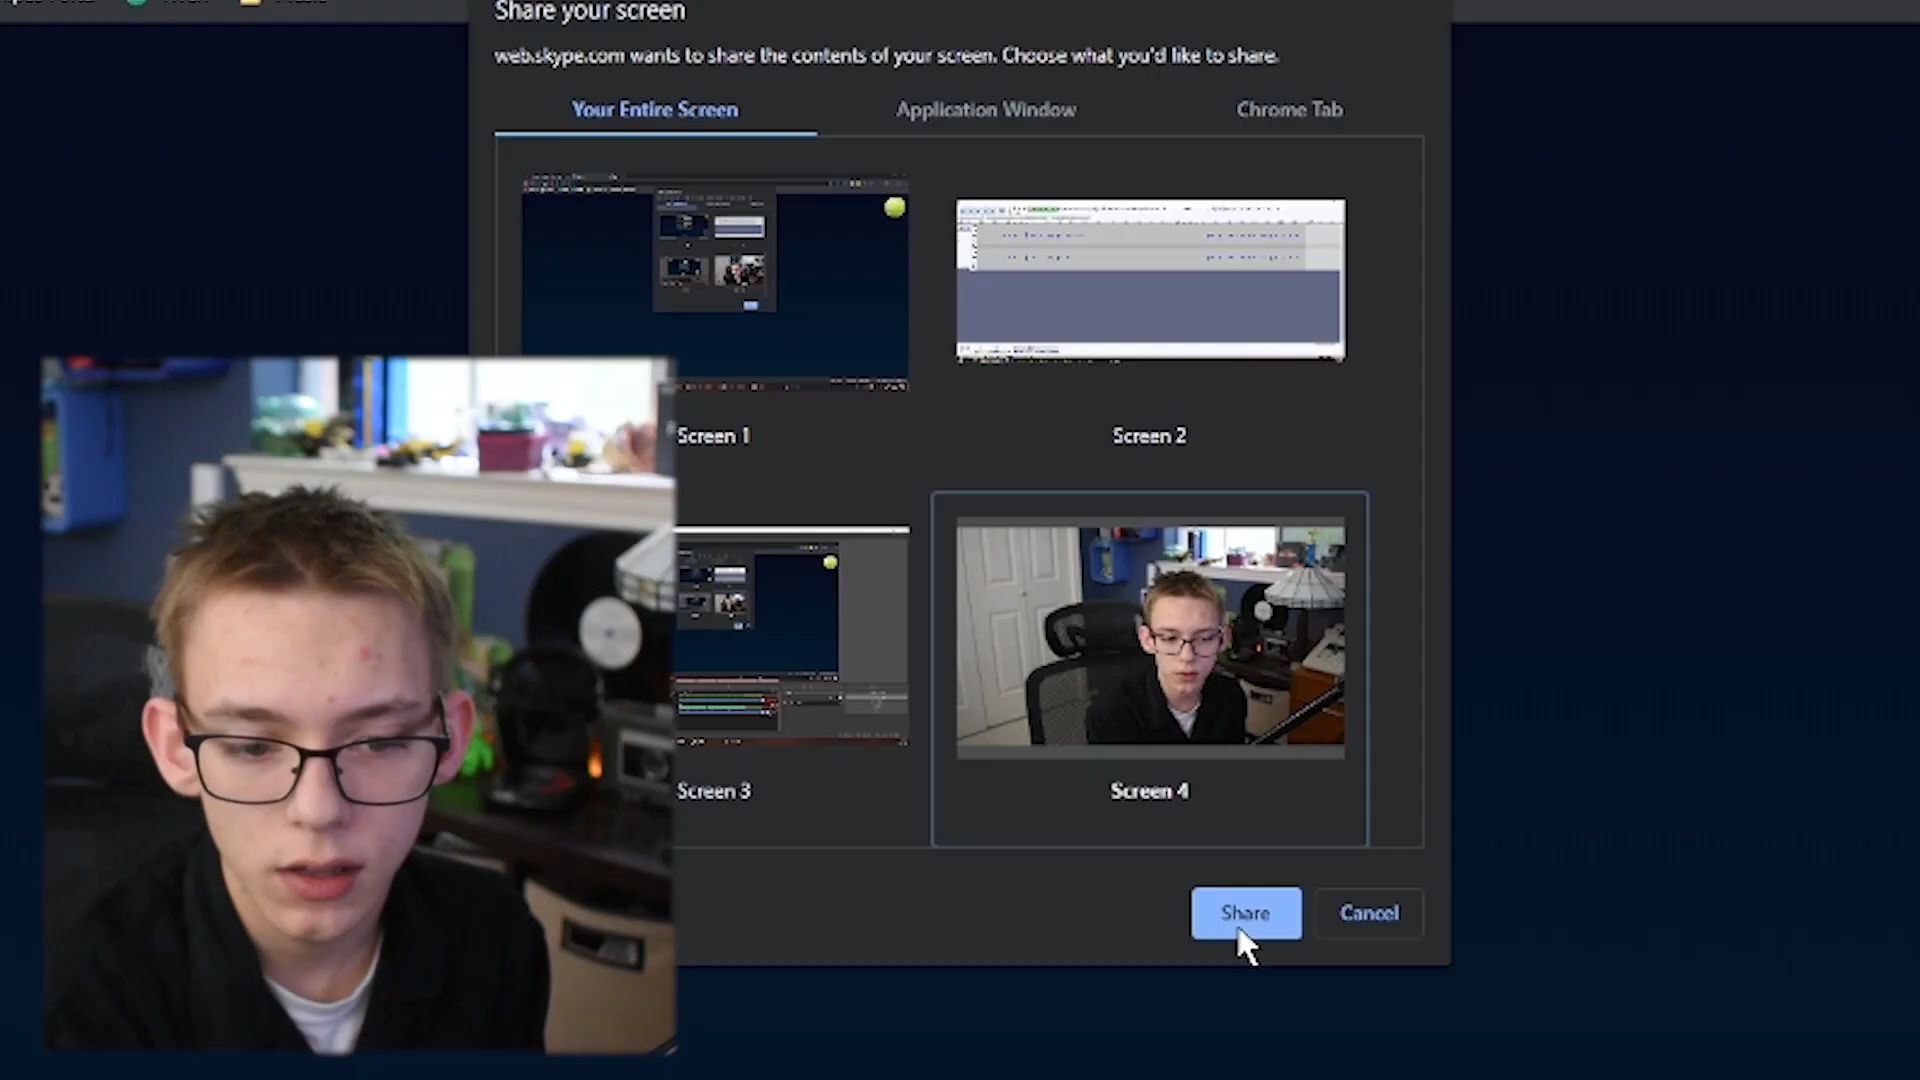 Share your screen
web.skype.com wants to share the contents of your screen. Choose what you'd like to share.
Your Entire Screen
Application Window
Chrome Tab
Screen 1
Screen 2
Screen 3
Screen 4
Share
Cancel